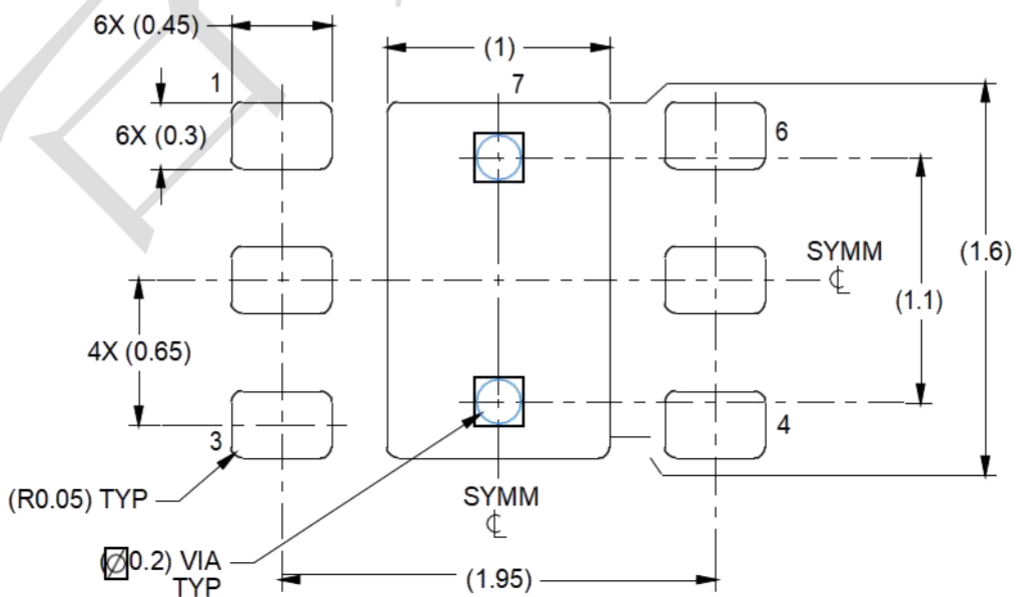 6X (0.45)
(1)
1
7
6X (0.3)
6
(1.6)
SYMM
℄
(1.1)
4X (0.65)
3
4
(R0.05) TYP
SYMM
℄
(∅0.2) VIA
TYP
(1.95)